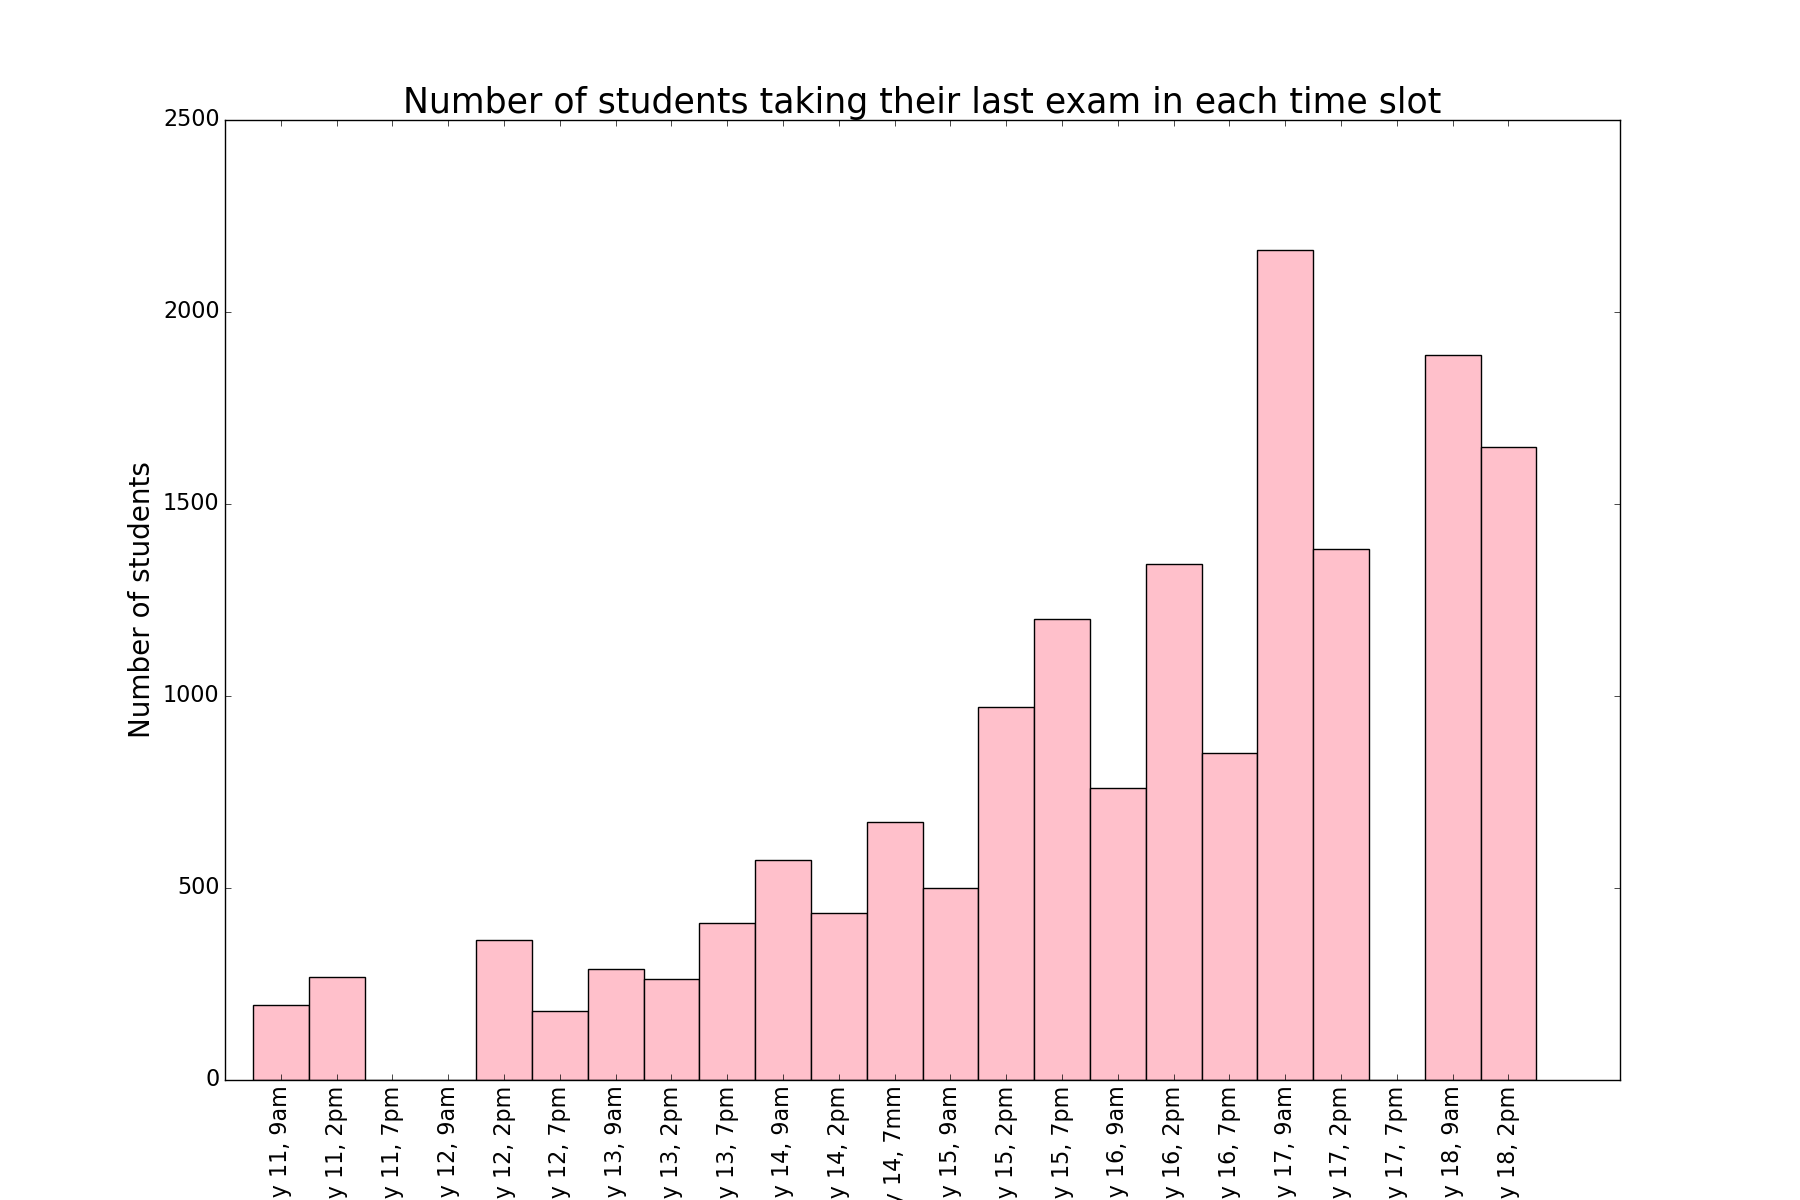 Number of students taking their last exam in each time slot
Number of students
2500
2000
1500
1000
500
0
y 11, 9am
y 11, 2pm
y 11, 7pm
y 12, 9am
y 12, 2pm
y 12, 7pm
y 13, 9am
y 13, 2pm
y 13, 7pm
y 14, 9am
y 14, 2pm
y 14, 7mm
y 15, 9am
y 15, 2pm
y 15, 7pm
y 16, 9am
y 16, 2pm
y 16, 7pm
y 17, 9am
y 17, 2pm
y 17, 7pm
y 18, 9am
y 18, 2pm